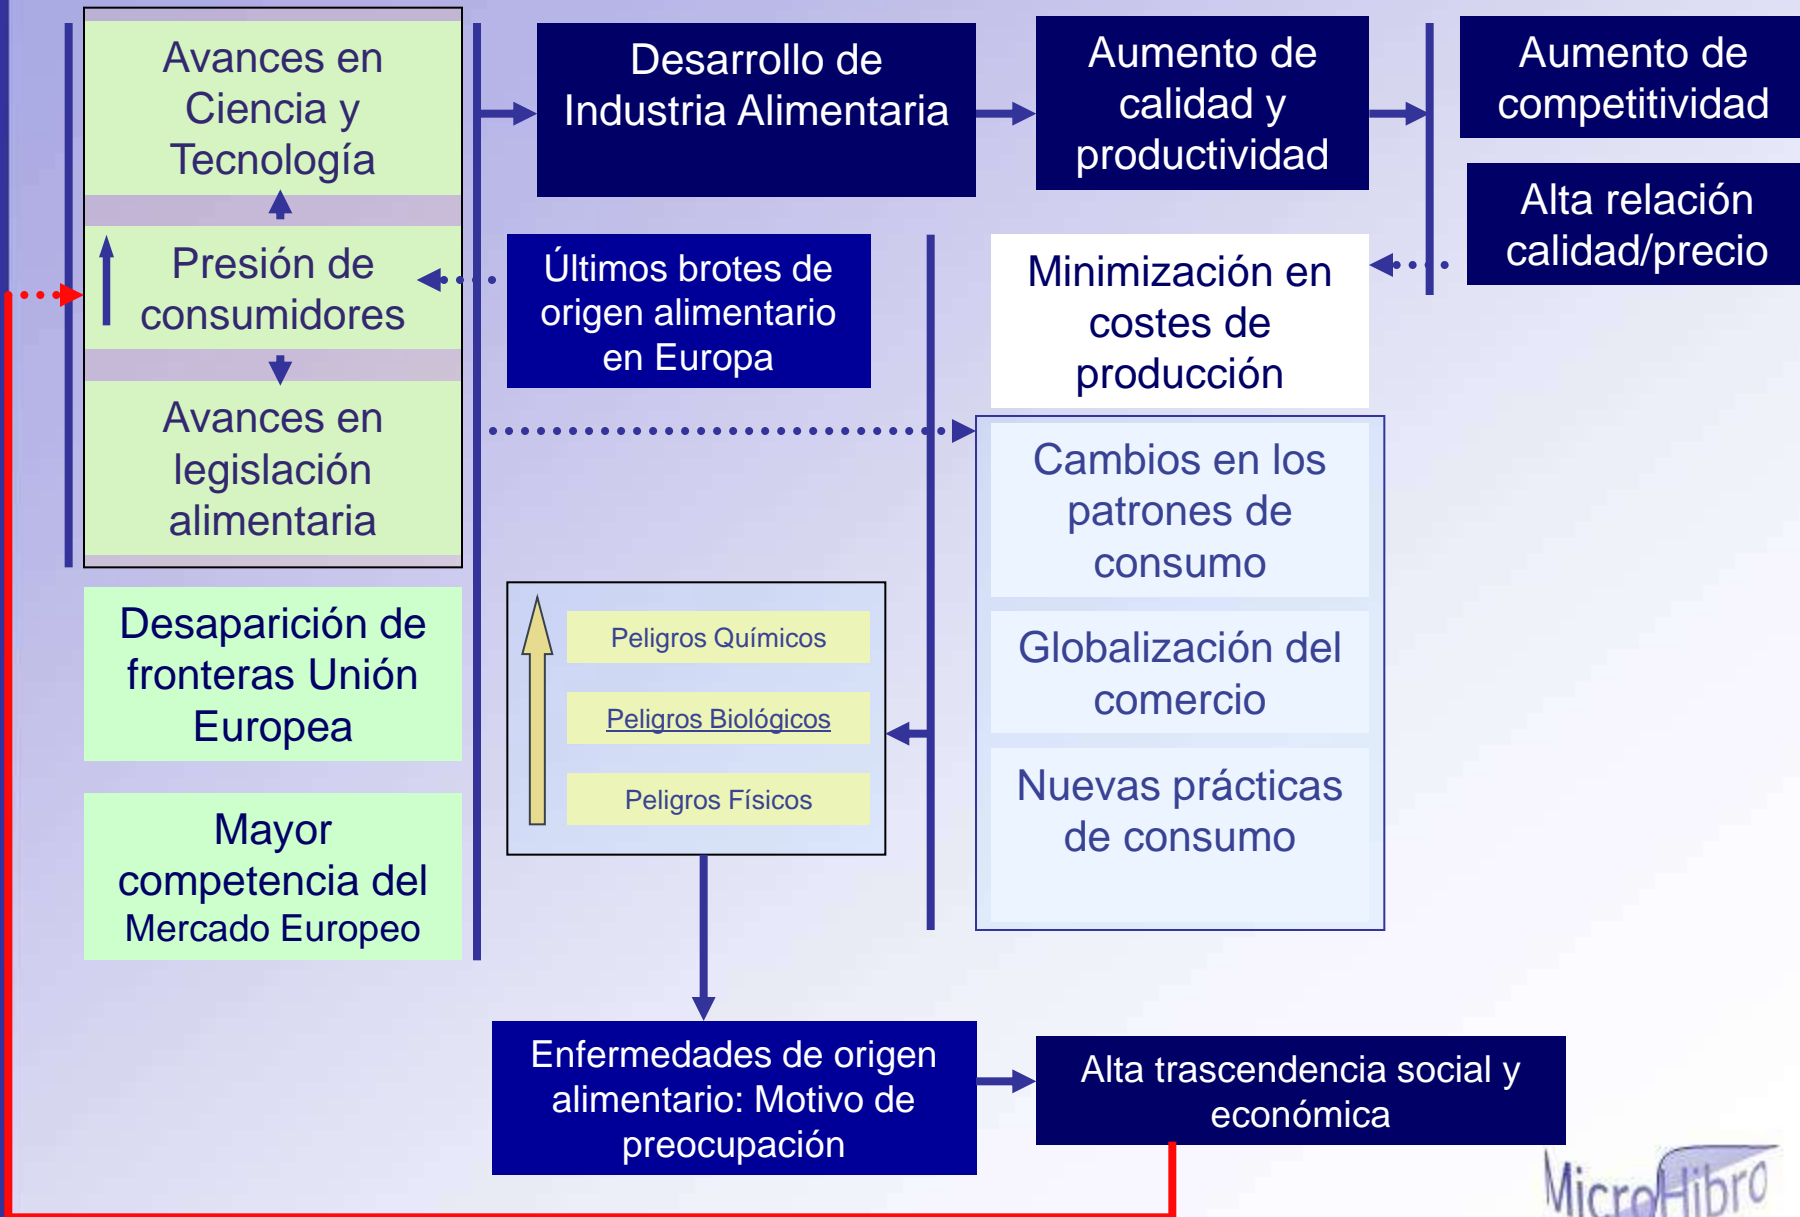 Avances en
Ciencia y
Tecnología
Presión de
consumidores
Avances en
legislación
alimentaria
Desaparición de
fronteras Unión
Europea
Mayor
competencia del
Mercado Europeo
Desarrollo de
Industria Alimentaria
Aumento de
calidad y
productividad
Aumento de
competitividad
Alta relación
calidad/precio
Últimos brotes de
origen alimentario
en Europa
Minimización en
costes de
producción
Cambios en los
patrones de
consumo
Globalización del
comercio
Nuevas prácticas
de consumo
Peligros Químicos
Peligros Biológicos
Peligros Físicos
Enfermedades de origen
alimentario: Motivo de
preocupación
Alta trascendencia social y
económica
MicroHibro